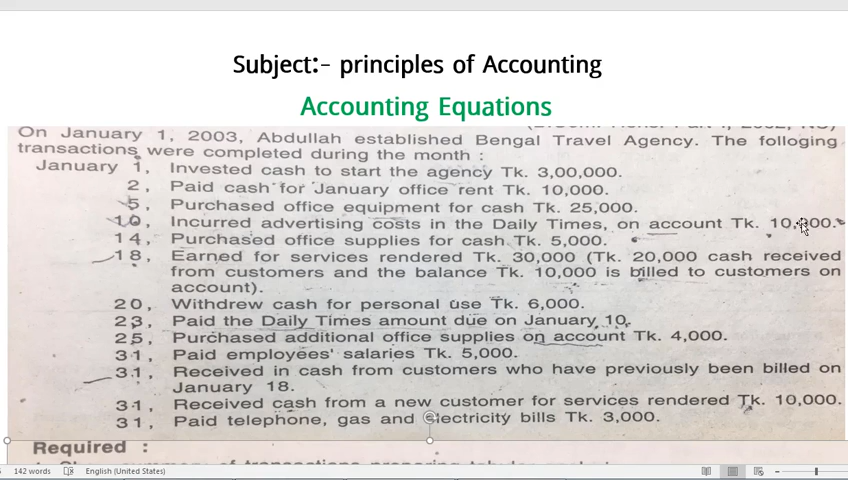 Subject:- principles of Accounting
Accounting Equations
On January 1, 2003, Abdullah established Bengal Travel Agency. The folloging
transactions were completed during the month :
January 1, Invested cash to start the agency Tk. 3,00,000.
2, Paid cash for January office rent Tk. 10,000.
5, Purchased office equipment for cash Tk. 25,000.
10, Incurred advertising costs in the Daily Times, on account Tk. 10,000.
14, Purchased office supplies for cash Tk. 5,000.
18, Earned for services rendered Tk. 30,000 (Tk. 20,000 cash received
from customers and the balance Tk. 10,000 is billed to customers on
account).
20, Withdrew cash for personal use Tk. 6,000.
23, Paid the Daily Times amount due on January 10,
25, Purchased additional office supplies on account Tk. 4,000.
31, Paid employees' salaries Tk. 5,000.
31, Received in cash from customers who have previously been billed on
January 18.
31, Received cash from a new customer for services rendered Tk. 10,000.
31, Paid telephone, gas and electricity bills Tk. 3,000.
Required :
142 words English (United States)